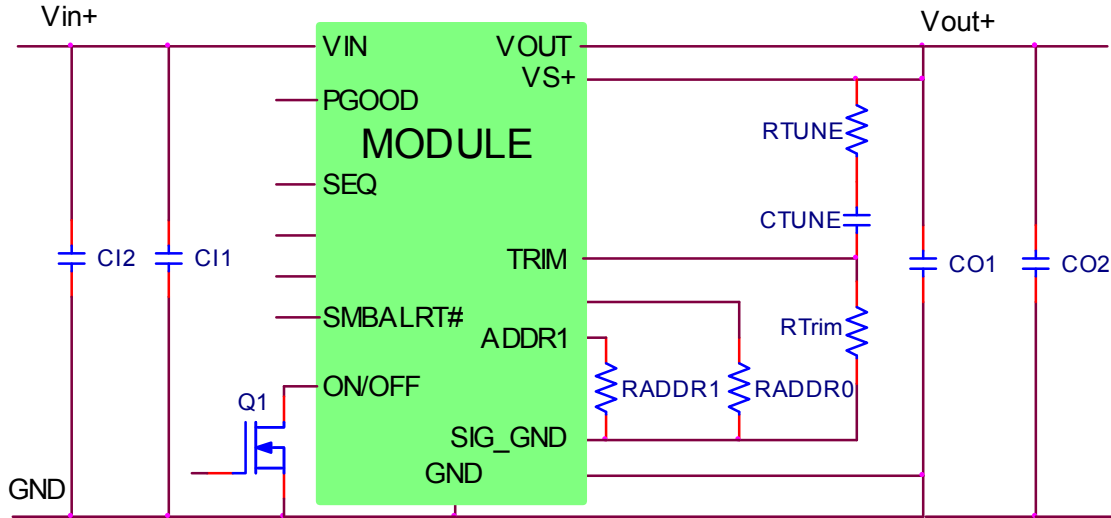 Vin+
Vout+
VIN
VOUT
VS+
PGOOD
RTUNE
MODULE
SEQ
CTUNE
TRIM
CI2
CI1
CO1
CO2
SMBALRT#
RTrim
ADDR1
ON/OFF
RADDR1
RADDR0
Q1
SIG_GND
GND
GND